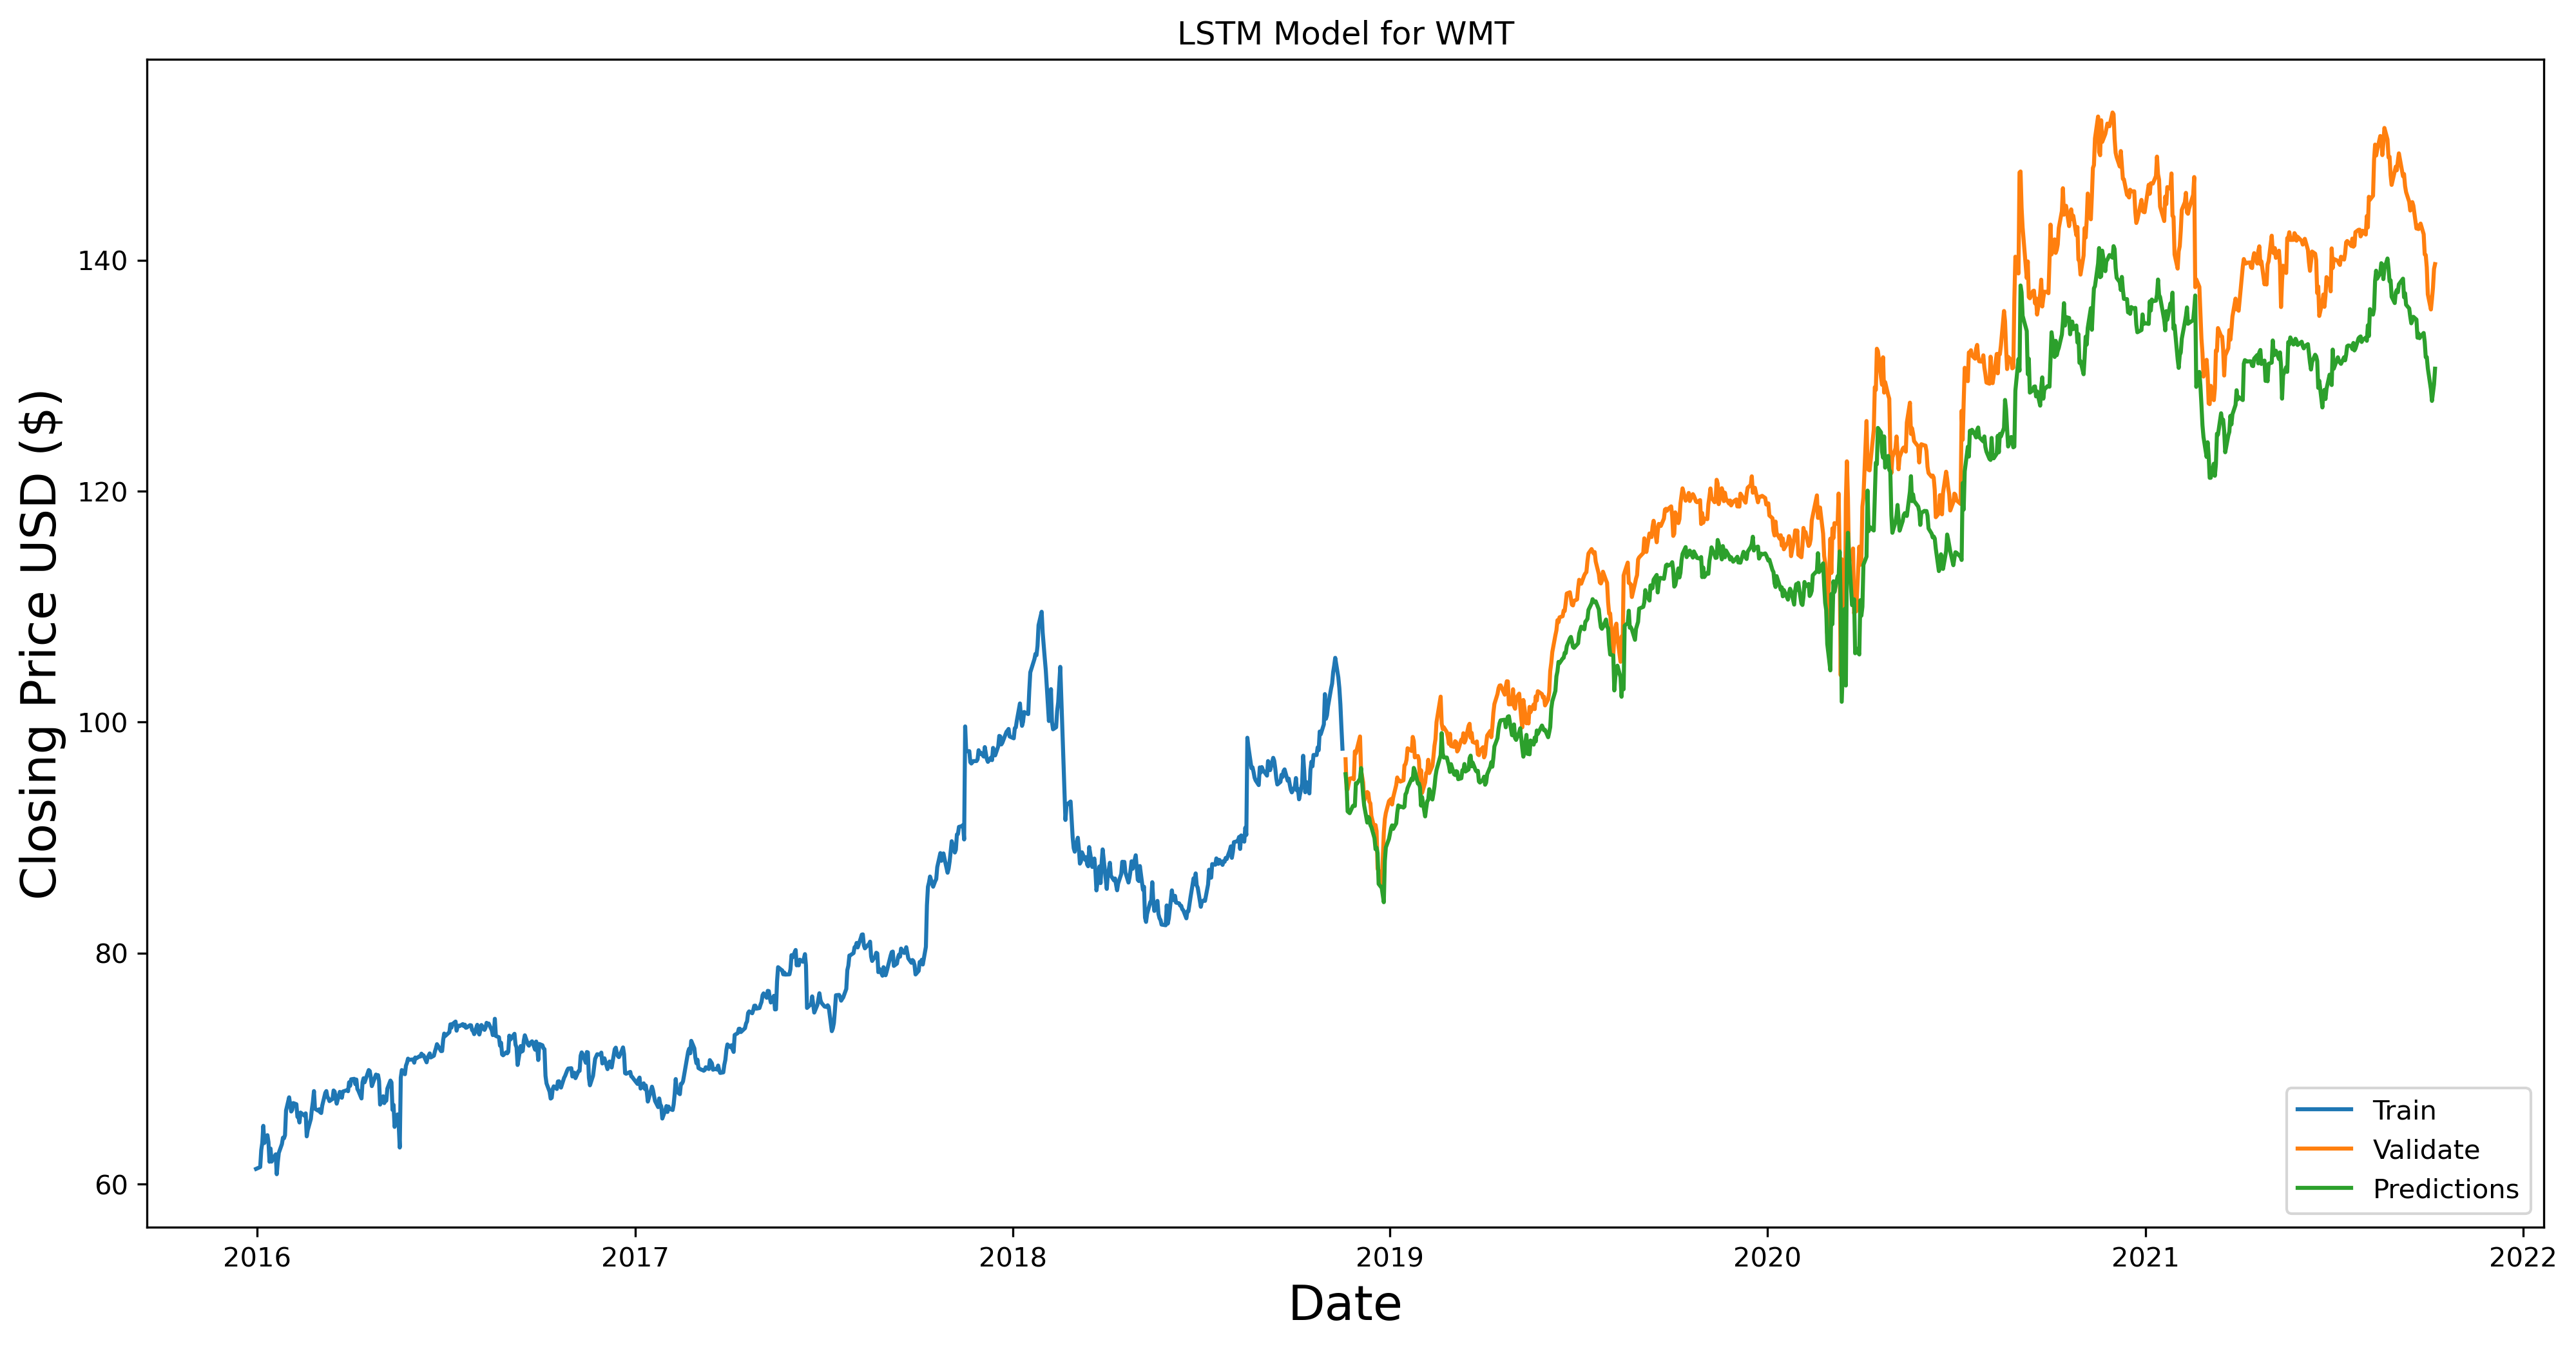 LSTM Model for WMT
Closing Price USD ($)
140
120
100
80
60
2016 2017 2018 2019 2020 2021 2022
Date
Train
Validate
Predictions